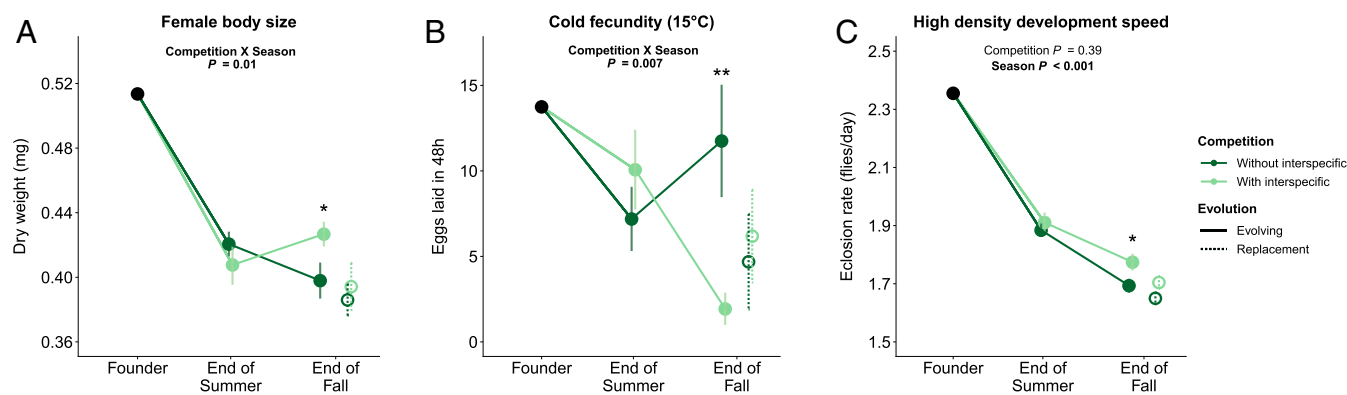 A
Female body size
Competition X Season
P = 0.01
Dry weight (mg)
0.52
0.48
0.44
0.40
0.36
*
Founder
End of
Summer
End of
Fall
B
Cold fecundity (15°C)
Competition X Season
P = 0.007
Eggs laid in 48h
15
10
5
0
**
Founder
End of
Summer
End of
Fall
C
High density development speed
Competition P = 0.39
Season P < 0.001
Eclosion rate (flies/day)
2.5
2.3
2.1
1.9
1.7
1.5
*
Founder
End of
Summer
End of
Fall
Competition
Without interspecific
With interspecific
Evolution
Evolving
Replacement